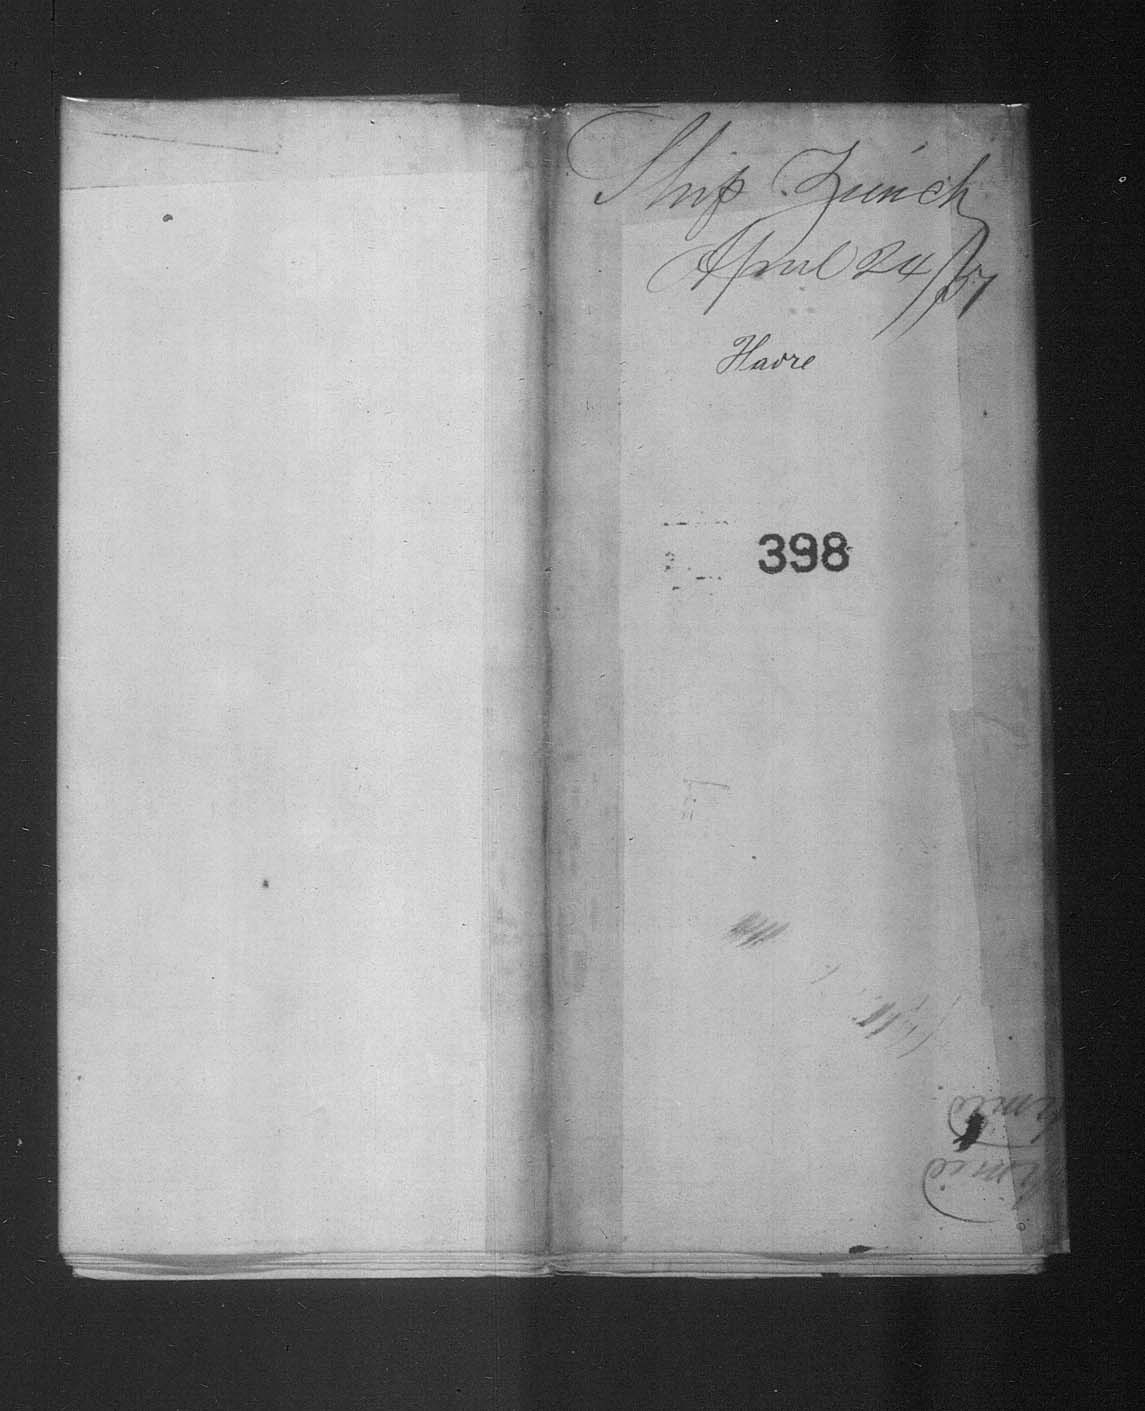 Ship Zurich
April 24/57
Havre
398